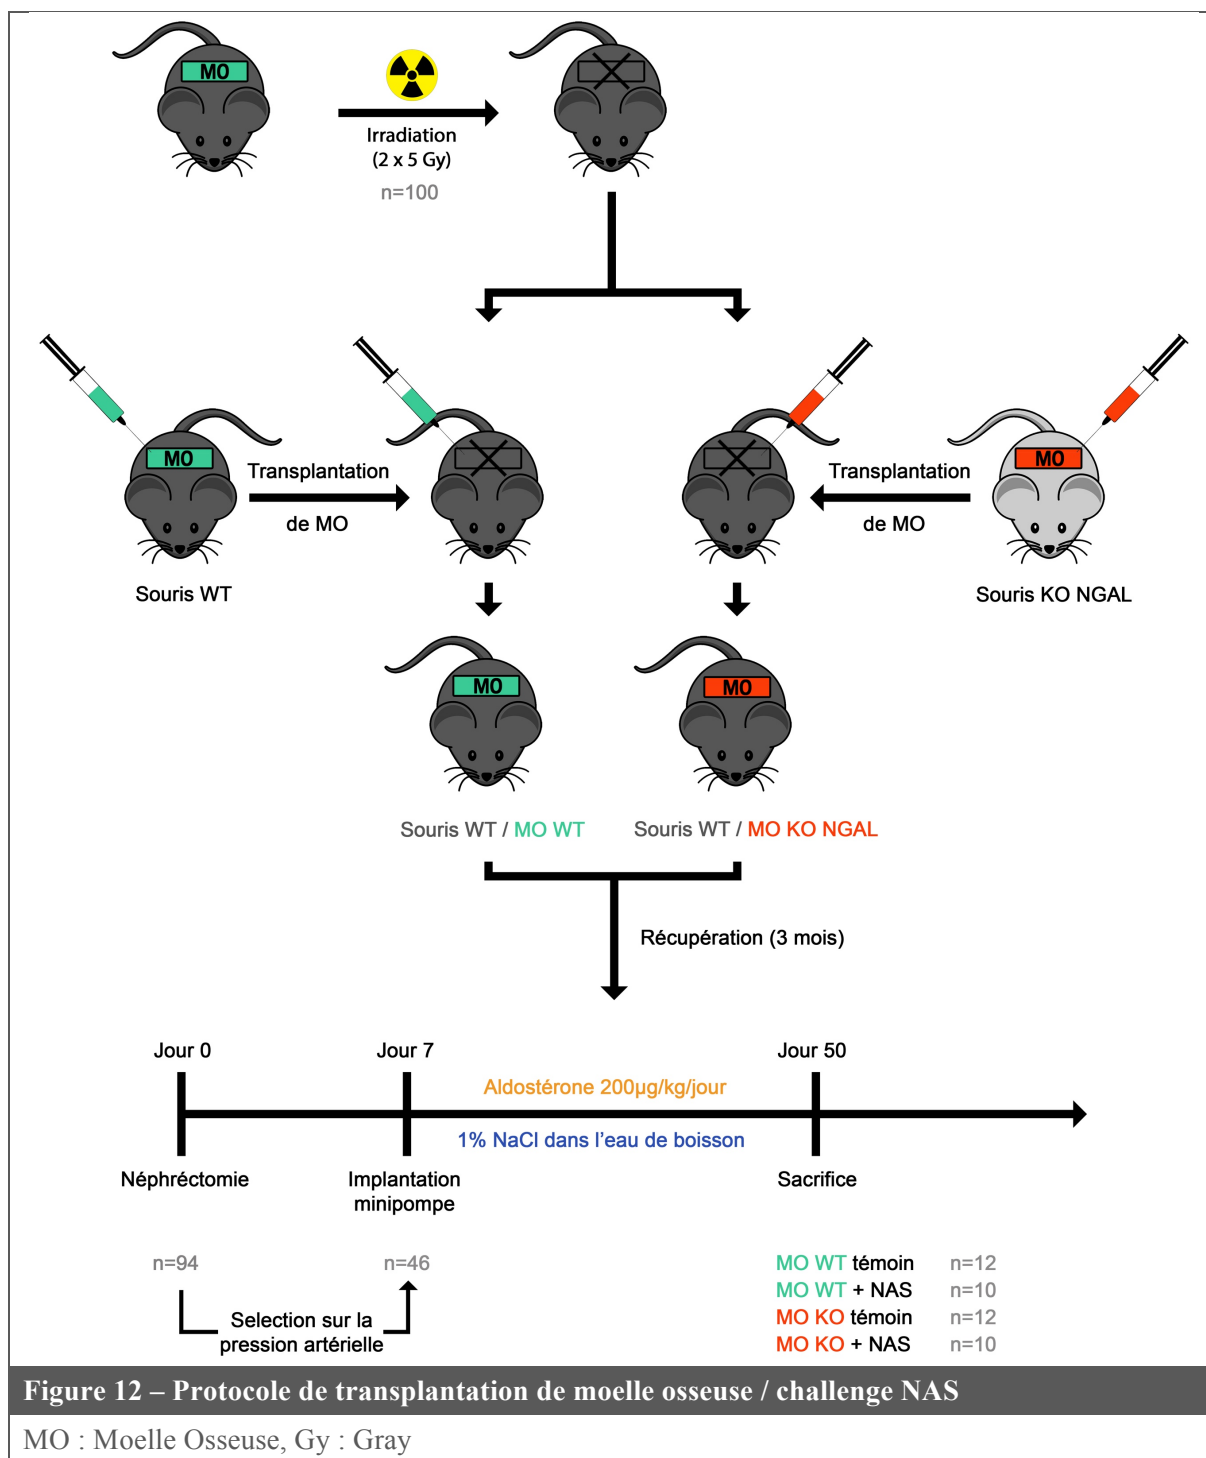 MO
Irradiation
(2 x 5 Gy)
n=100
MO
Transplantation
de MO
Souris WT
MO
Transplantation
de MO
Souris KO NGAL
MO
MO
Souris WT / MO WT
Souris WT / MO KO NGAL
Récupération (3 mois)
Jour 0
Jour 7
Jour 50
Aldostérone 200µg/kg/jour
1% NaCl dans l'eau de boisson
Néphréctomie
Implantation
minipompe
Sacrifice
n=94
n=46
Selection sur la
pression artérielle
MO WT témoin n=12
MO WT + NAS n=10
MO KO témoin n=12
MO KO + NAS n=10
Figure 12 – Protocole de transplantation de moelle osseuse / challenge NAS
MO : Moelle Osseuse, Gy : Gray